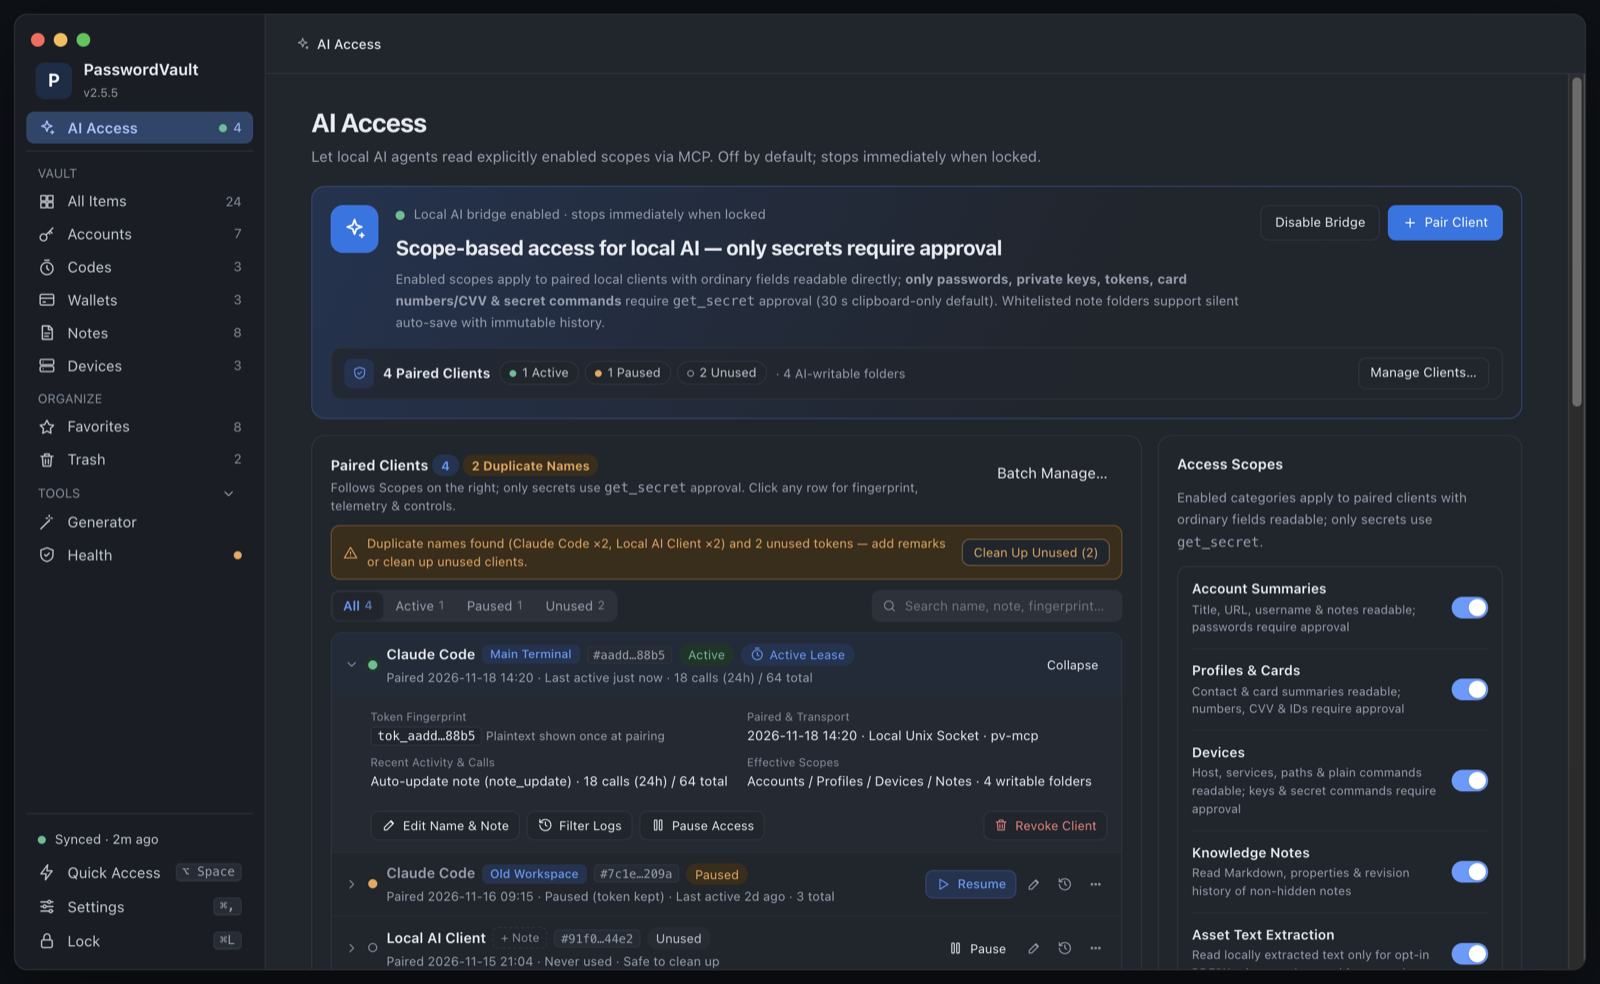 PasswordVault
v2.5.5
P
AI Access 4
VAULT
All Items 24
Accounts 7
Codes 3
Wallets 3
Notes 8
Devices 3
ORGANIZE
Favorites 8
Trash 2
TOOLS
Generator
Health
Synced · 2m ago
Quick Access ⌥ Space
Settings ⌘,
Lock ⌘L
AI Access
AI Access
Let local AI agents read explicitly enabled scopes via MCP. Off by default; stops immediately when locked.
Local AI bridge enabled · stops immediately when locked
Disable Bridge
+ Pair Client
Scope-based access for local AI — only secrets require approval
Enabled scopes apply to paired local clients with ordinary fields readable directly; only passwords, private keys, tokens, card
numbers/CVV & secret commands require get_secret approval (30 s clipboard-only default). Whitelisted note folders support silent
auto-save with immutable history.
4 Paired Clients 1 Active 1 Paused 2 Unused · 4 AI-writable folders
Manage Clients…
Paired Clients 4 2 Duplicate Names
Batch Manage…
Follows Scopes on the right; only secrets use get_secret approval. Click any row for fingerprint,
telemetry & controls.
Duplicate names found (Claude Code ×2, Local AI Client ×2) and 2 unused tokens — add remarks
or clean up unused clients.
Clean Up Unused (2)
All 4 Active 1 Paused 1 Unused 2
Search name, note, fingerprint…
Claude Code Main Terminal #aadd…88b5 Active Active Lease
Paired 2026-11-18 14:20 · Last active just now · 18 calls (24h) / 64 total
Collapse
Token Fingerprint
tok_aadd…88b5 Plaintext shown once at pairing
Paired & Transport
2026-11-18 14:20 · Local Unix Socket · pv-mcp
Recent Activity & Calls
Auto-update note (note_update) · 18 calls (24h) / 64 total
Effective Scopes
Accounts / Profiles / Devices / Notes · 4 writable folders
Edit Name & Note Filter Logs Pause Access Revoke Client
Claude Code Old Workspace #7c1e…209a Paused
Paired 2026-11-16 09:15 · Paused (token kept) · Last active 2d ago · 3 total
Resume
Local AI Client + Note #91f0…44e2 Unused
Paired 2026-11-15 21:04 · Never used · Safe to clean up
Pause
Access Scopes
Enabled categories apply to paired clients with
ordinary fields readable; only secrets use
get_secret.
Account Summaries
Title, URL, username & notes readable;
passwords require approval
Profiles & Cards
Contact & card summaries readable;
numbers, CVV & IDs require approval
Devices
Host, services, paths & plain commands
readable; keys & secret commands require
approval
Knowledge Notes
Read Markdown, properties & revision
history of non-hidden notes
Asset Text Extraction
Read locally extracted text only for opt-in